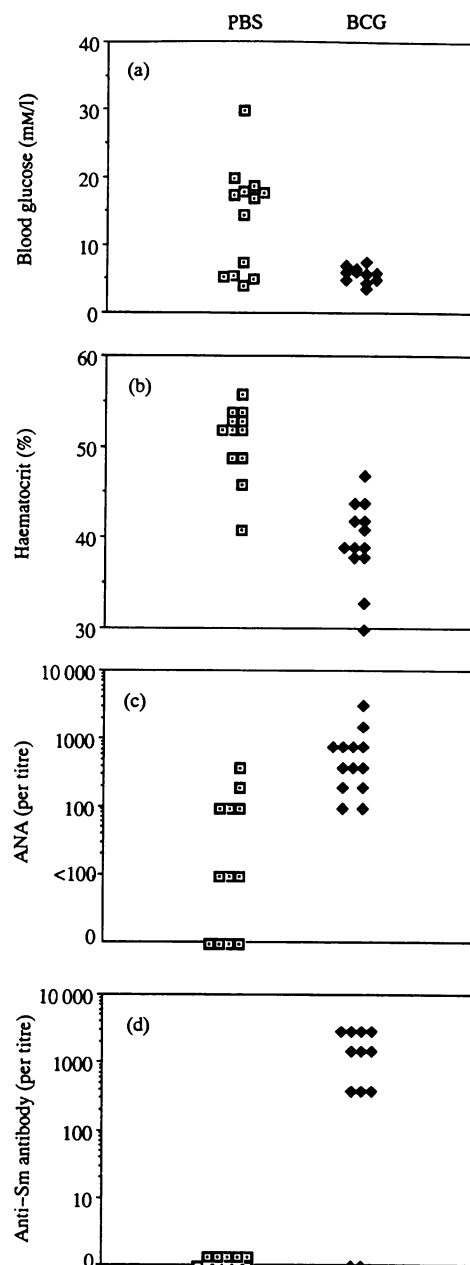 PBS BCG
(a)
Blood glucose (mM/l)
40
30
20
10
0
(b)
Haematocrit (%)
60
50
40
30
(c)
ANA (per titre)
10 000
1000
100
<100
0
(d)
Anti-Sm antibody (per titre)
10 000
1000
100
10
0